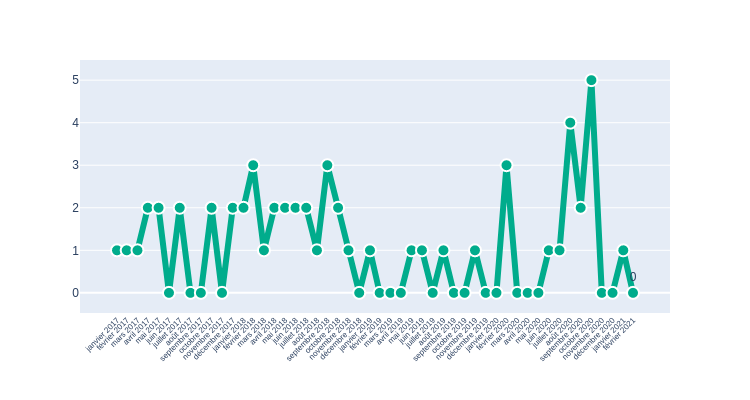 5
4
3
2
1
0
0
janvier 2017
février 2017
mars 2017
avril 2017
mai 2017
juin 2017
juillet 2017
août 2017
septembre 2017
octobre 2017
novembre 2017
décembre 2017
janvier 2018
février 2018
mars 2018
avril 2018
mai 2018
juin 2018
juillet 2018
août 2018
septembre 2018
octobre 2018
novembre 2018
décembre 2018
janvier 2019
février 2019
mars 2019
avril 2019
mai 2019
juin 2019
juillet 2019
août 2019
septembre 2019
octobre 2019
novembre 2019
décembre 2019
janvier 2020
février 2020
mars 2020
avril 2020
mai 2020
juin 2020
juillet 2020
août 2020
septembre 2020
octobre 2020
novembre 2020
décembre 2020
janvier 2021
février 2021